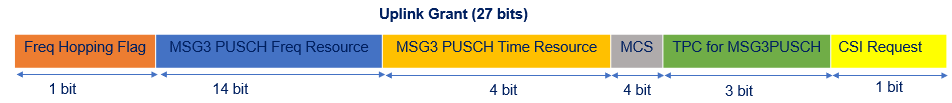 Uplink Grant (27 bits)
Freq Hopping Flag MSG3 PUSCH Freq Resource MSG3 PUSCH Time Resource MCS TPC for MSG3PUSCH CSI Request
1 bit 14 bit 4 bit 4 bit 3 bit 1 bit